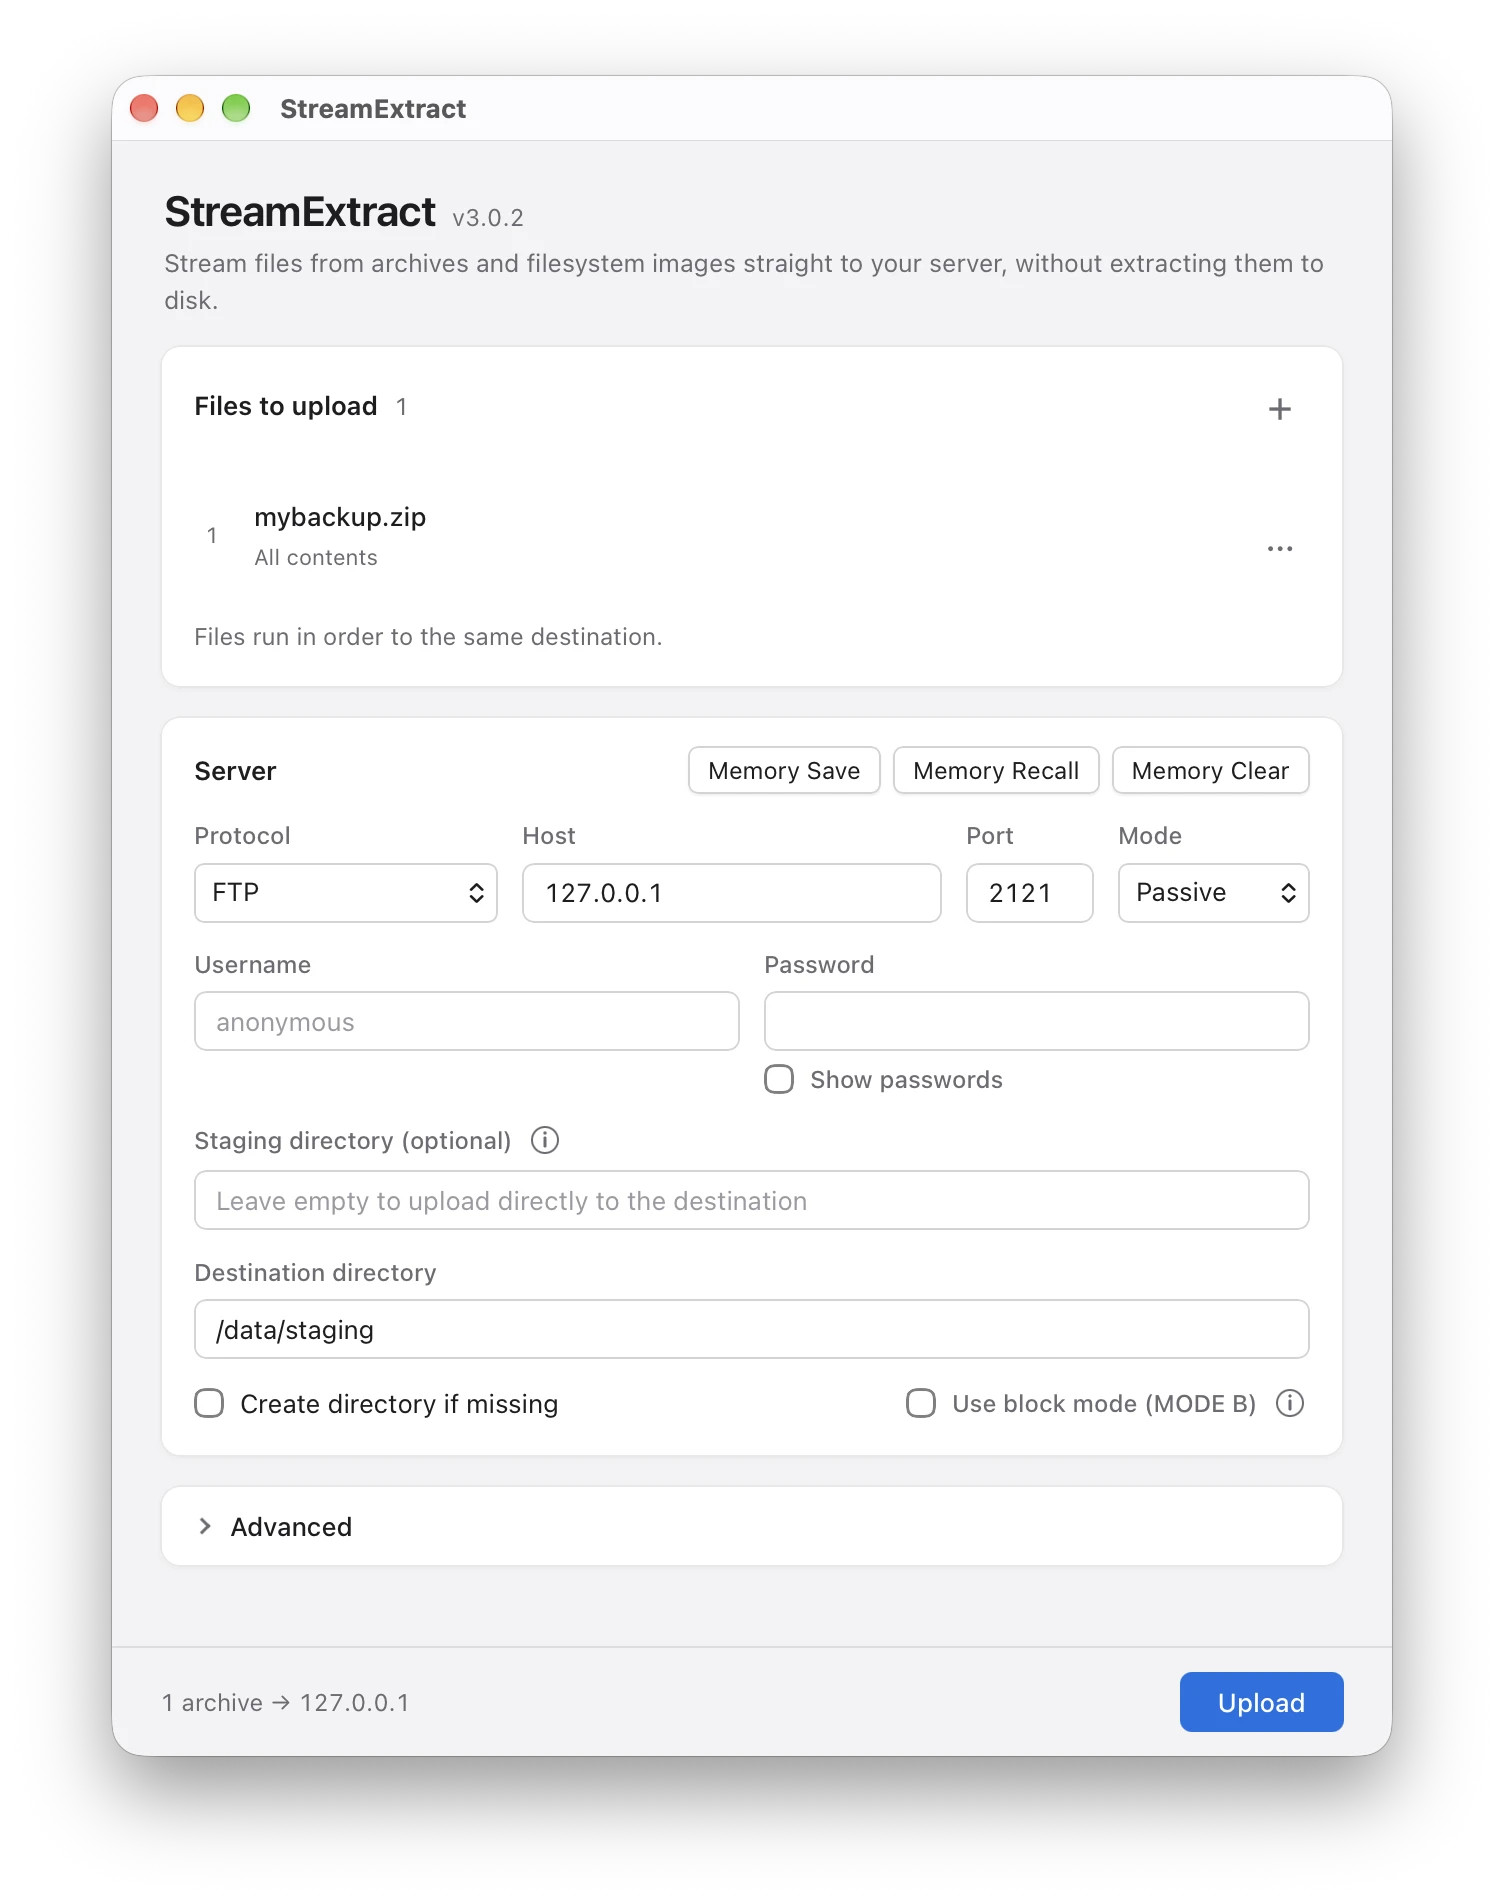 StreamExtract
StreamExtract v3.0.2
Stream files from archives and filesystem images straight to your server, without extracting them to
disk.
Files to upload 1
+
1
mybackup.zip
All contents
...
Files run in order to the same destination.
Server
Memory Save
Memory Recall
Memory Clear
Protocol
Host
Port
Mode
FTP
127.0.0.1
2121
Passive
Username
Password
anonymous
Show passwords
Staging directory (optional)
Leave empty to upload directly to the destination
Destination directory
/data/staging
Create directory if missing
Use block mode (MODE B)
Advanced
1 archive → 127.0.0.1
Upload